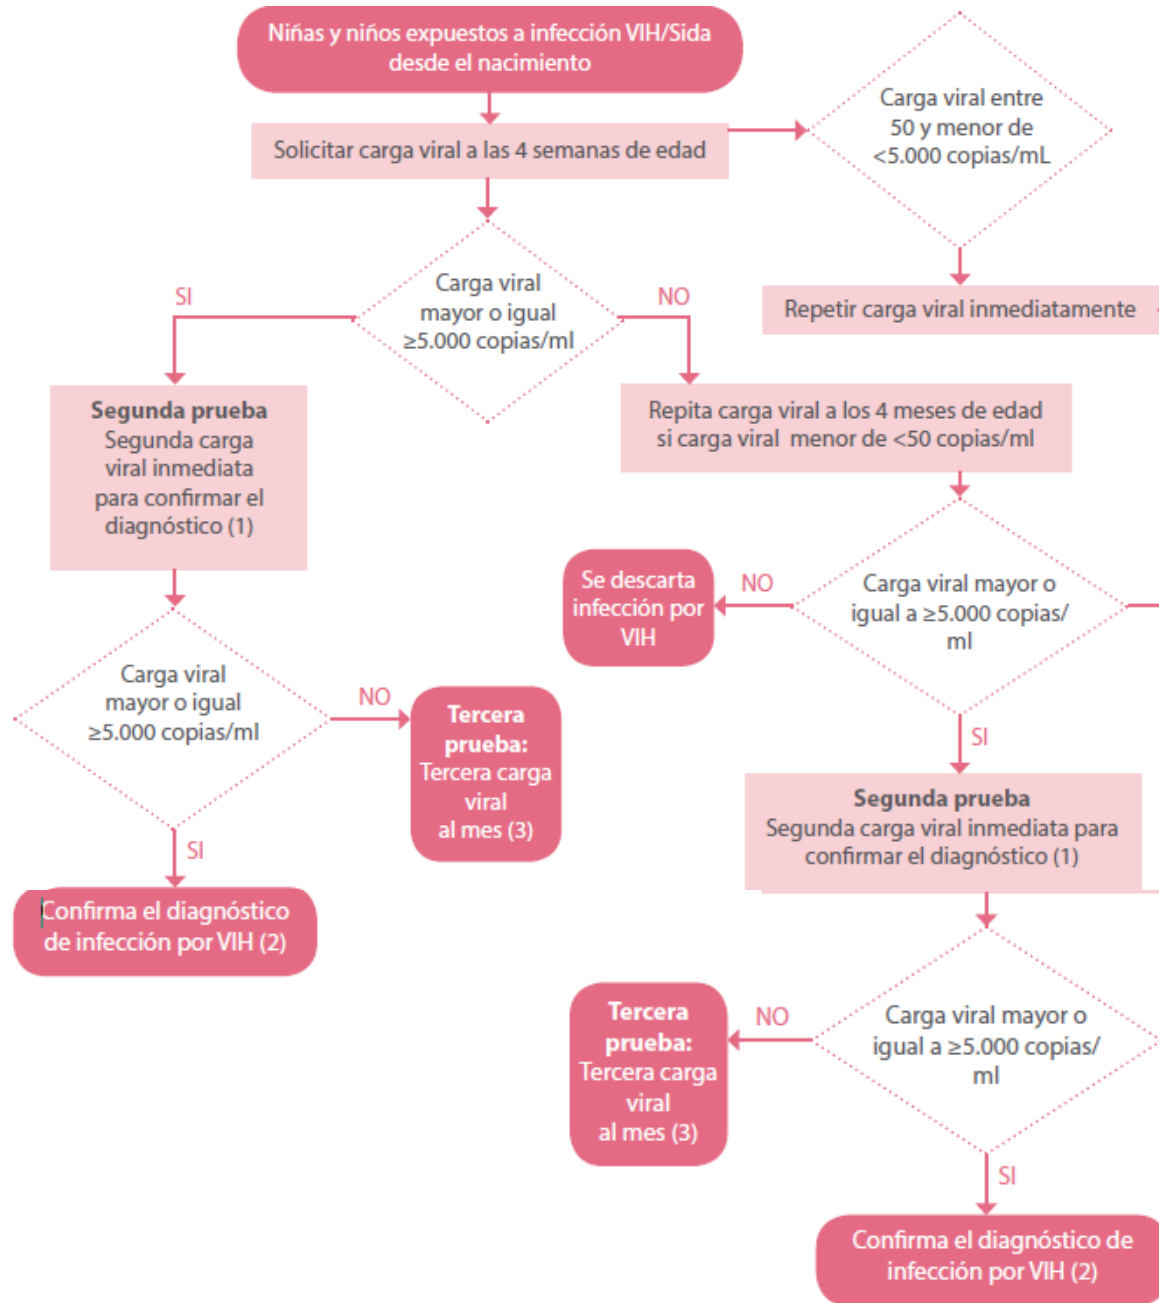 Niñas y niños expuestos a infección VIH/Sida
desde el nacimiento
Solicitar carga viral a las 4 semanas de edad
Carga viral entre
50 y menor de
<5.000 copias/mL
Repetir carga viral inmediatamente
Carga viral
mayor o igual
≥5.000 copias/ml
SI
NO
Segunda prueba
Segunda carga
viral inmediata
para confirmar el
diagnóstico (1)
Repita carga viral a los 4 meses de edad
si carga viral menor de <50 copias/ml
Carga viral mayor o
igual a ≥5.000 copias/
ml
NO
Se descarta
infección por
VIH
Carga viral
mayor o igual
≥5.000 copias/ml
NO
Tercera
prueba:
Tercera carga
viral
al mes (3)
SI
Confirma el diagnóstico
de infección por VIH (2)
SI
Segunda prueba
Segunda carga viral inmediata para
confirmar el diagnóstico (1)
Carga viral mayor o
igual a ≥5.000 copias/
ml
NO
Tercera
prueba:
Tercera carga
viral
al mes (3)
SI
Confirma el diagnóstico de
infección por VIH (2)